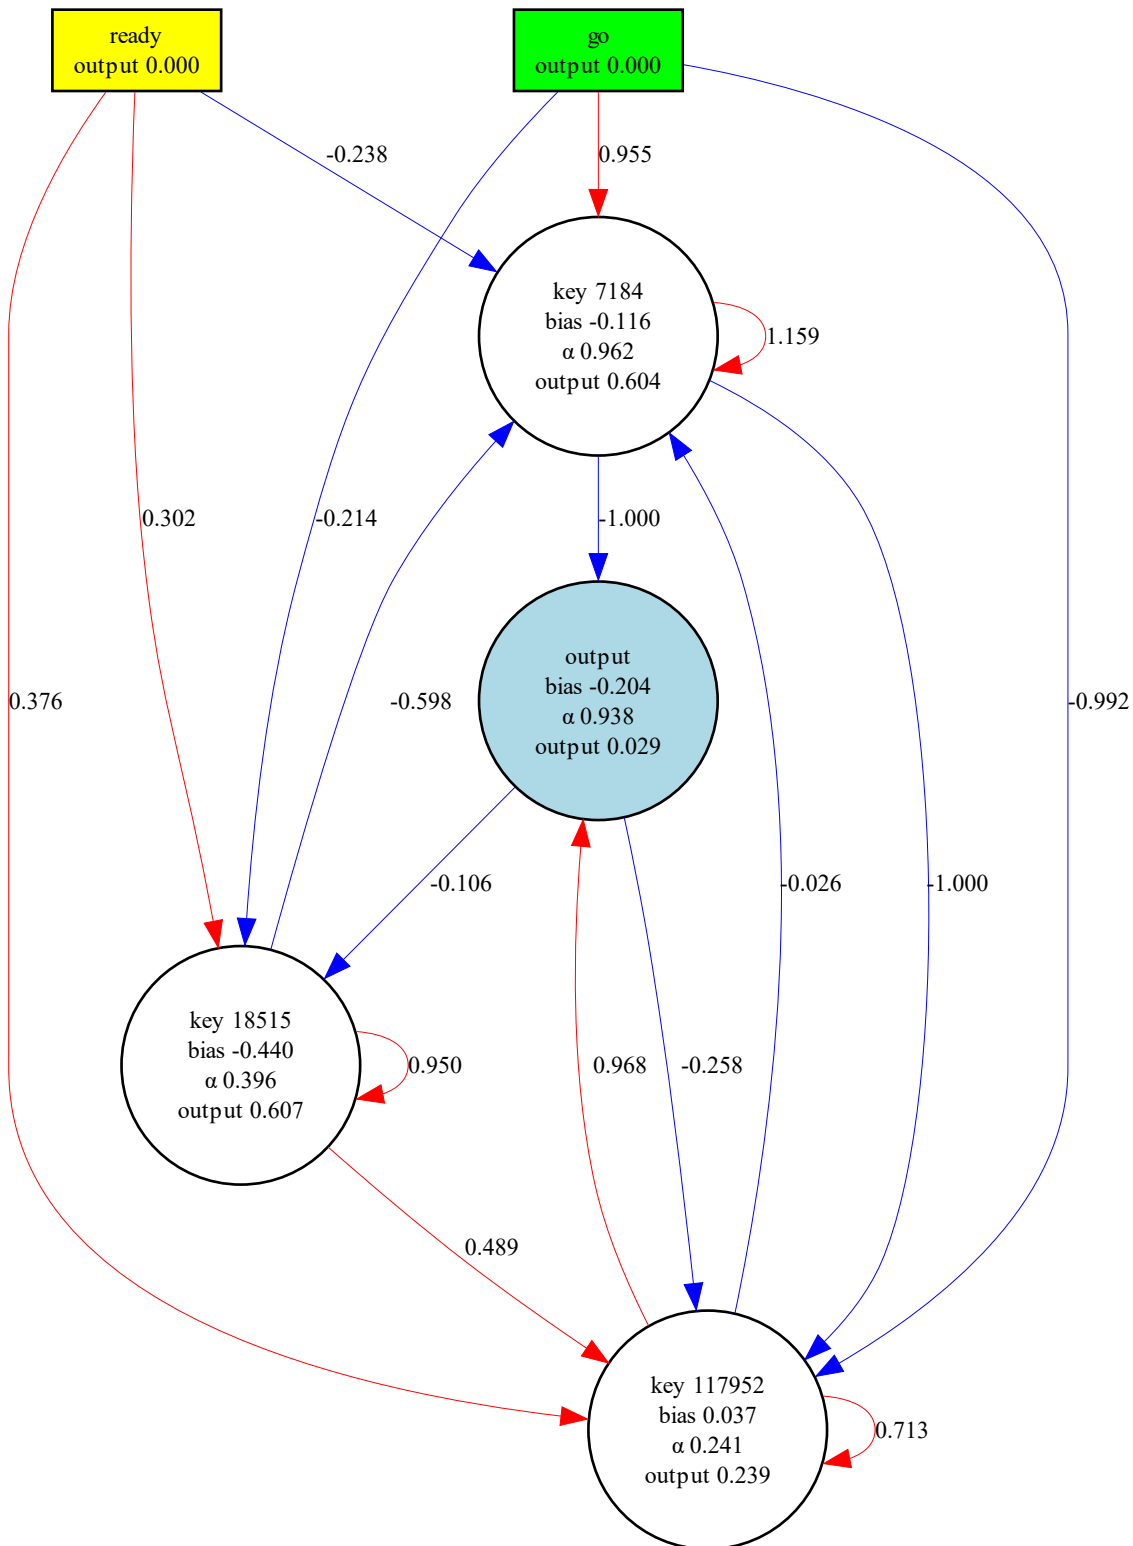 ready
output 0.000
go
output 0.000
-0.238
0.955
key 7184
bias -0.116
α 0.962
output 0.604
1.159
0.302
-0.214
-1.000
output
bias -0.204
α 0.938
output 0.029
0.376
-0.598
-0.992
-0.106
-0.026
-1.000
key 18515
bias -0.440
α 0.396
output 0.607
0.950
0.968
-0.258
0.489
key 117952
bias 0.037
α 0.241
output 0.239
0.713